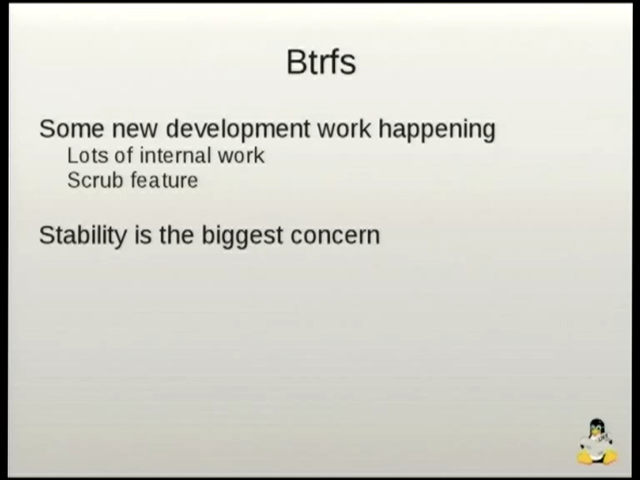 Btrfs
Some new development work happening
Lots of internal work
Scrub feature
Stability is the biggest concern